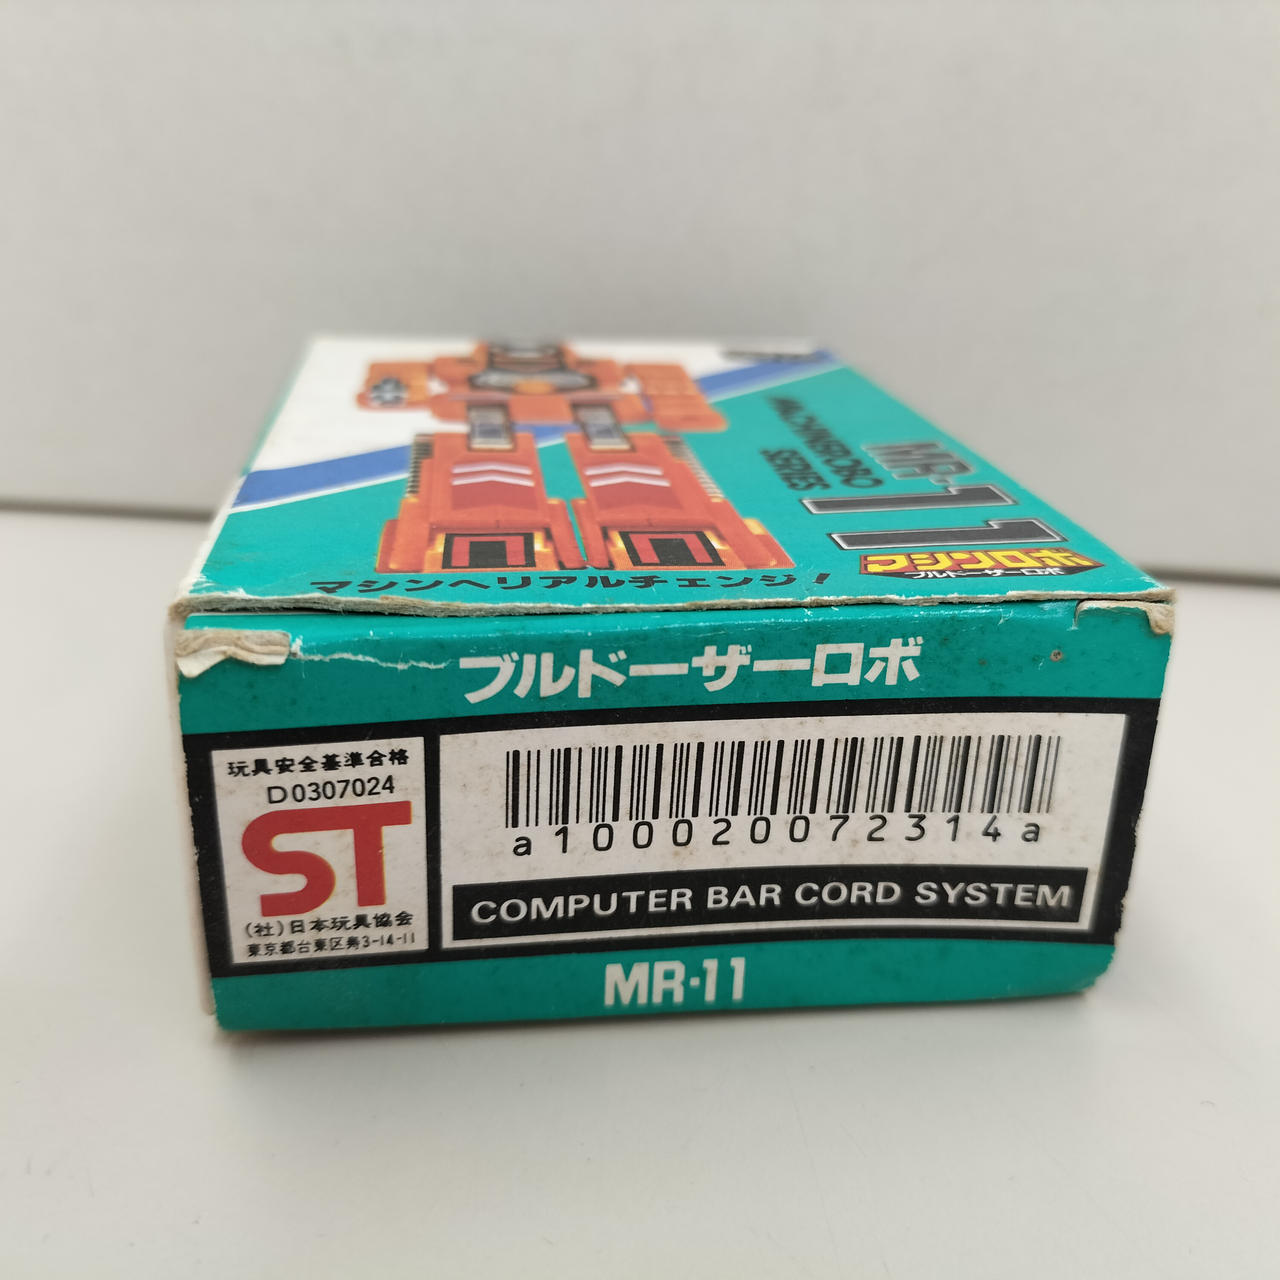 MR-11
MACHINEROBO
SERIES
マシンロボ
ブルドーザーロボ
マシンへリアルチェンジ!
ブルドーザーロボ
玩具安全基準合格
D0307024
ST
(社)日本玩具協会
東京都台東区寿3-14-11
a100020072314a
COMPUTER BAR CORD SYSTEM
MR·11